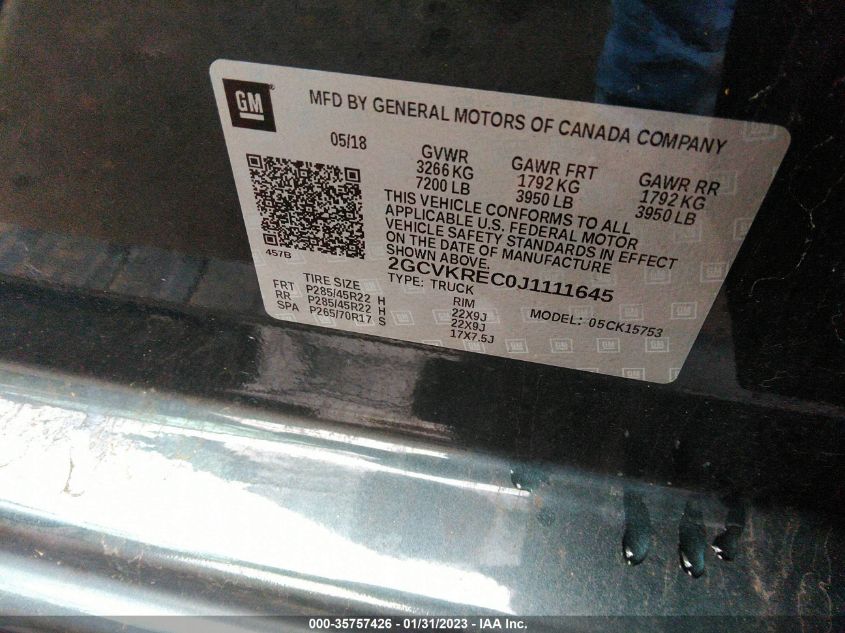 GM
MFD BY GENERAL MOTORS OF CANADA COMPANY
05/18
GVWR
3266 KG
7200 LB
GAWR FRT
1792 KG
3950 LB
GAWR RR
1792 KG
3950 LB
THIS VEHICLE CONFORMS TO ALL
APPLICABLE U.S. FEDERAL MOTOR
VEHICLE SAFETY STANDARDS IN EFFECT
ON THE DATE OF MANUFACTURE
SHOWN ABOVE.
457B
2GCVKREC0J1111645
TYPE: TRUCK
MODEL: 05CK15753
TIRE SIZE RIM
FRT P285/45R22 H 22X9J
RR P285/45R22 H 22X9J
SPA P265/70R17 S 17X7.5J
000-35757426 - 01/31/2023 - IAA Inc.